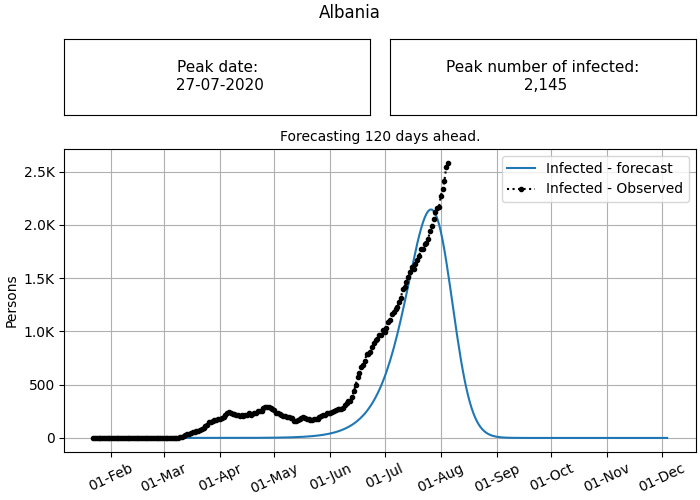 Albania
Peak date:
27-07-2020
Peak number of infected:
2,145
Forecasting 120 days ahead.
Infected - forecast
Infected - Observed
2.5K
2.0K
1.5K
1.0K
500
0
Persons
01-Feb
01-Mar
01-Apr
01-May
01-Jun
01-Jul
01-Aug
01-Sep
01-Oct
01-Nov
01-Dec